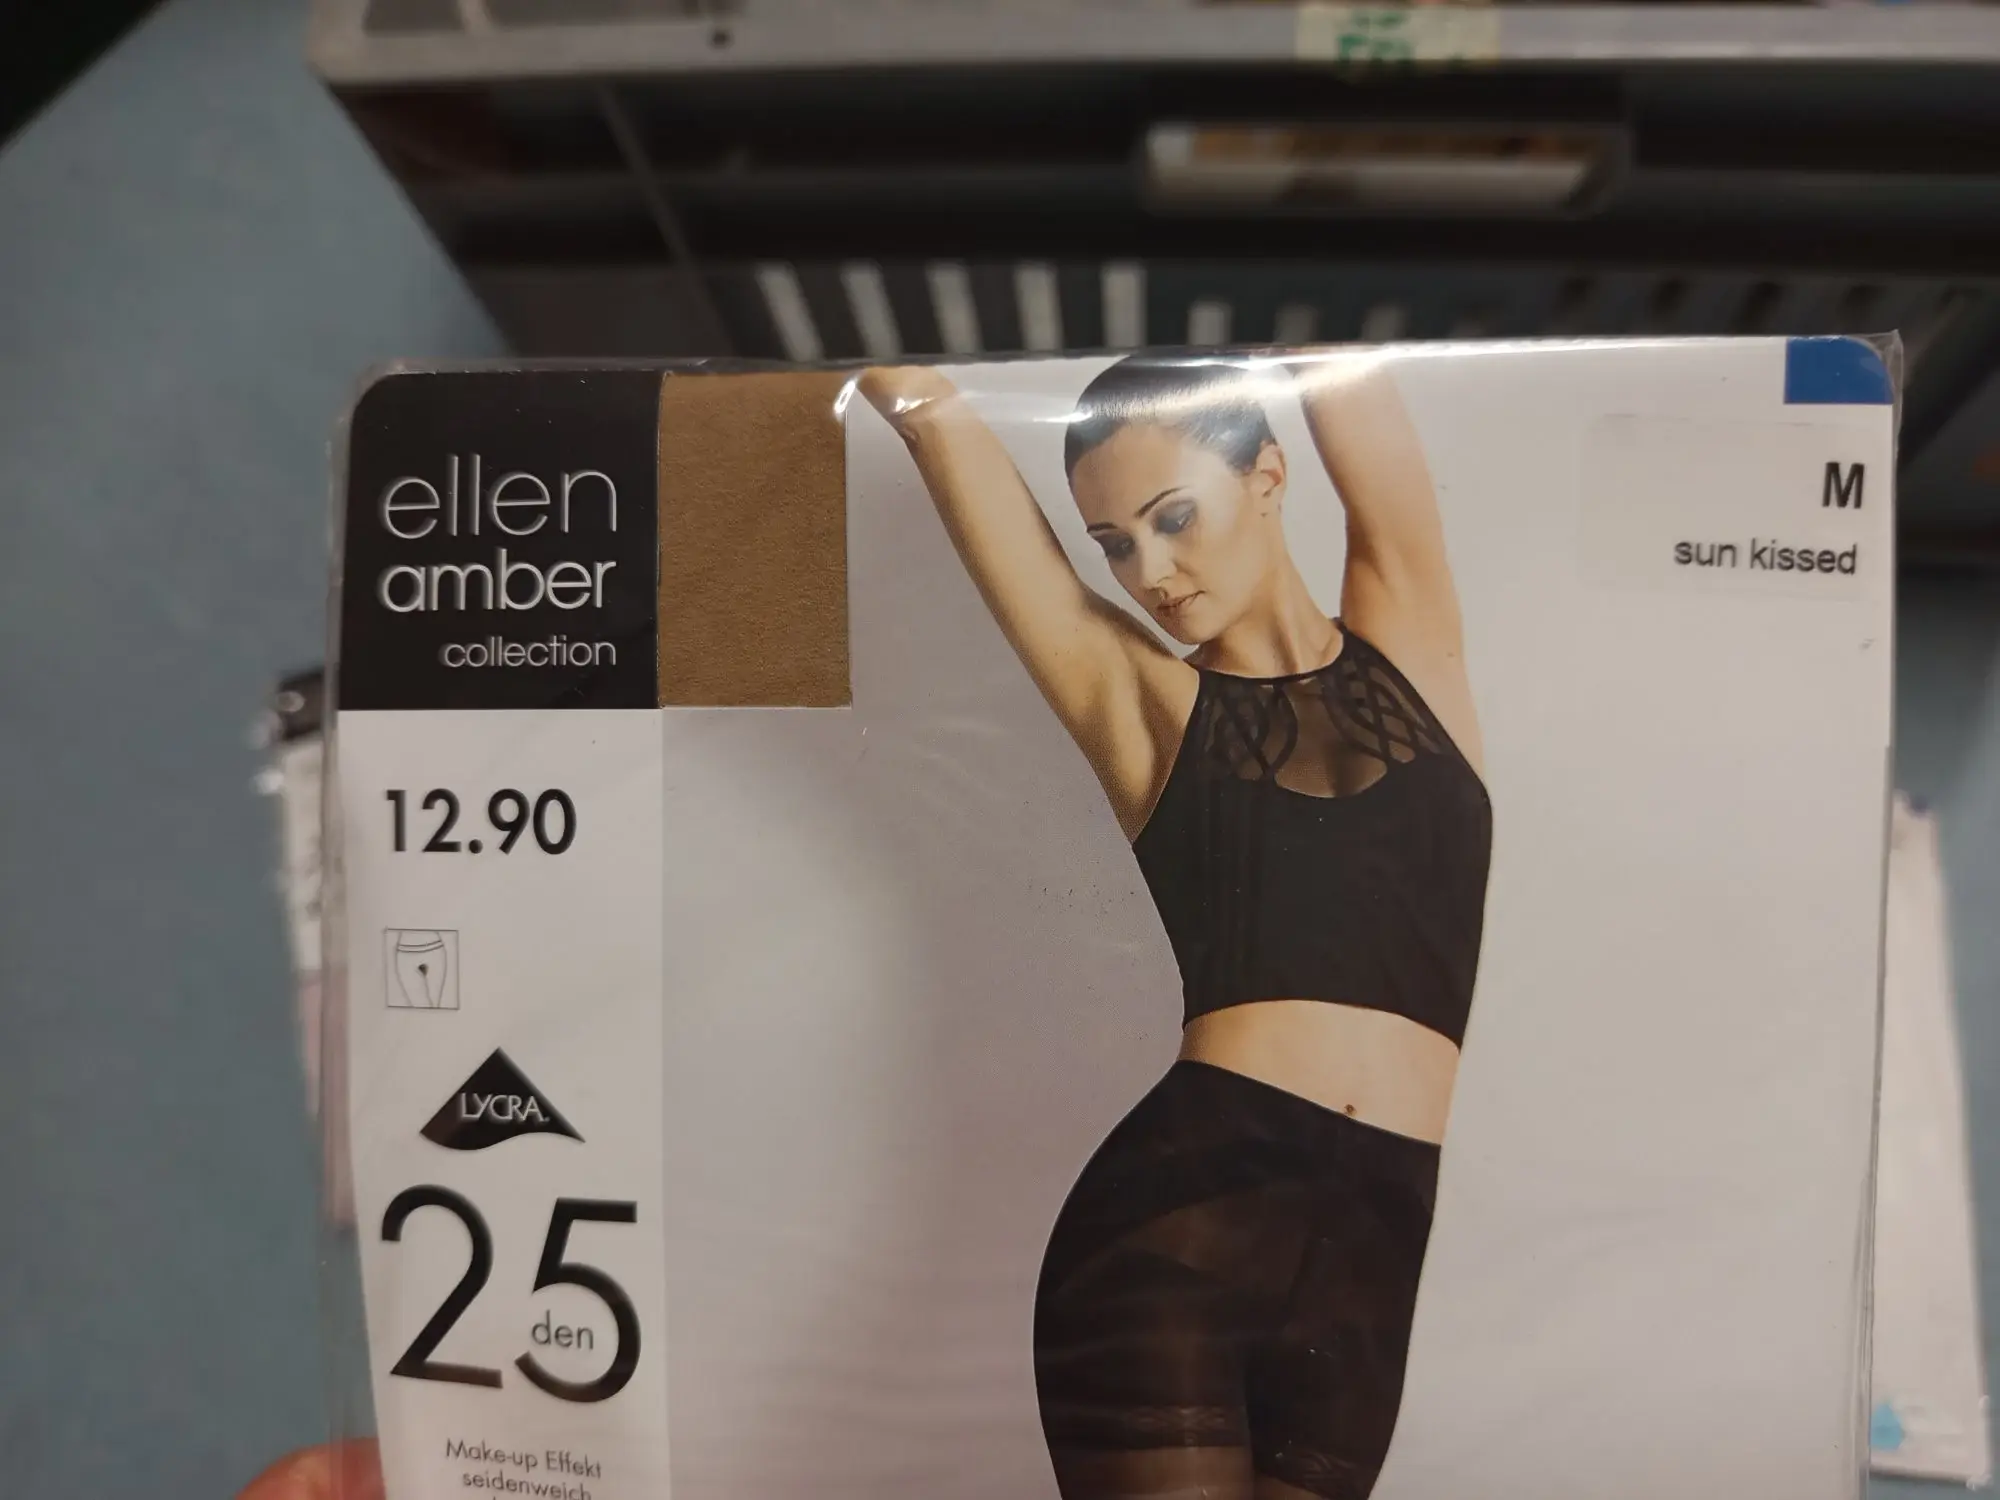 ellen
amber
collection
M
sun kissed
12.90
LYCRA.
25
den
Make-up Effekt
seidenweich